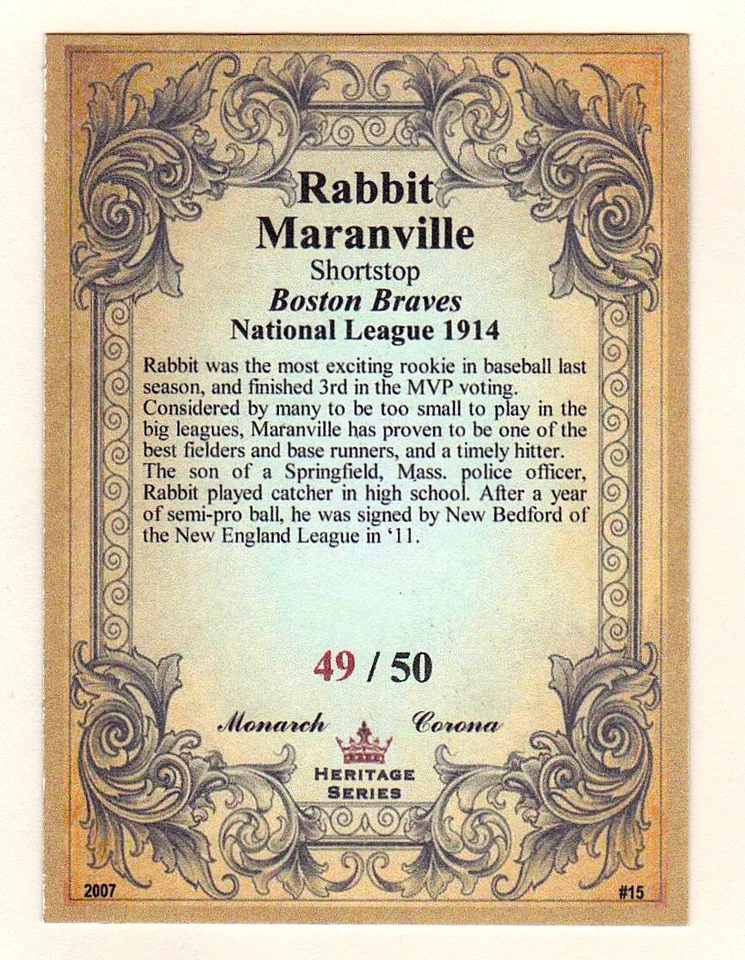 Rabbit
Maranville
Shortstop
Boston Braves
National League 1914
Rabbit was the most exciting rookie in baseball last
season, and finished 3rd in the MVP voting.
Considered by many to be too small to play in the
big leagues, Maranville has proven to be one of the
best fielders and base runners, and a timely hitter.
The son of a Springfield, Mass. police officer,
Rabbit played catcher in high school. After a year
of semi-pro ball, he was signed by New Bedford of
the New England League in ‘11.
49 / 50
Monarch Corona
HERITAGE
SERIES
2007 #15